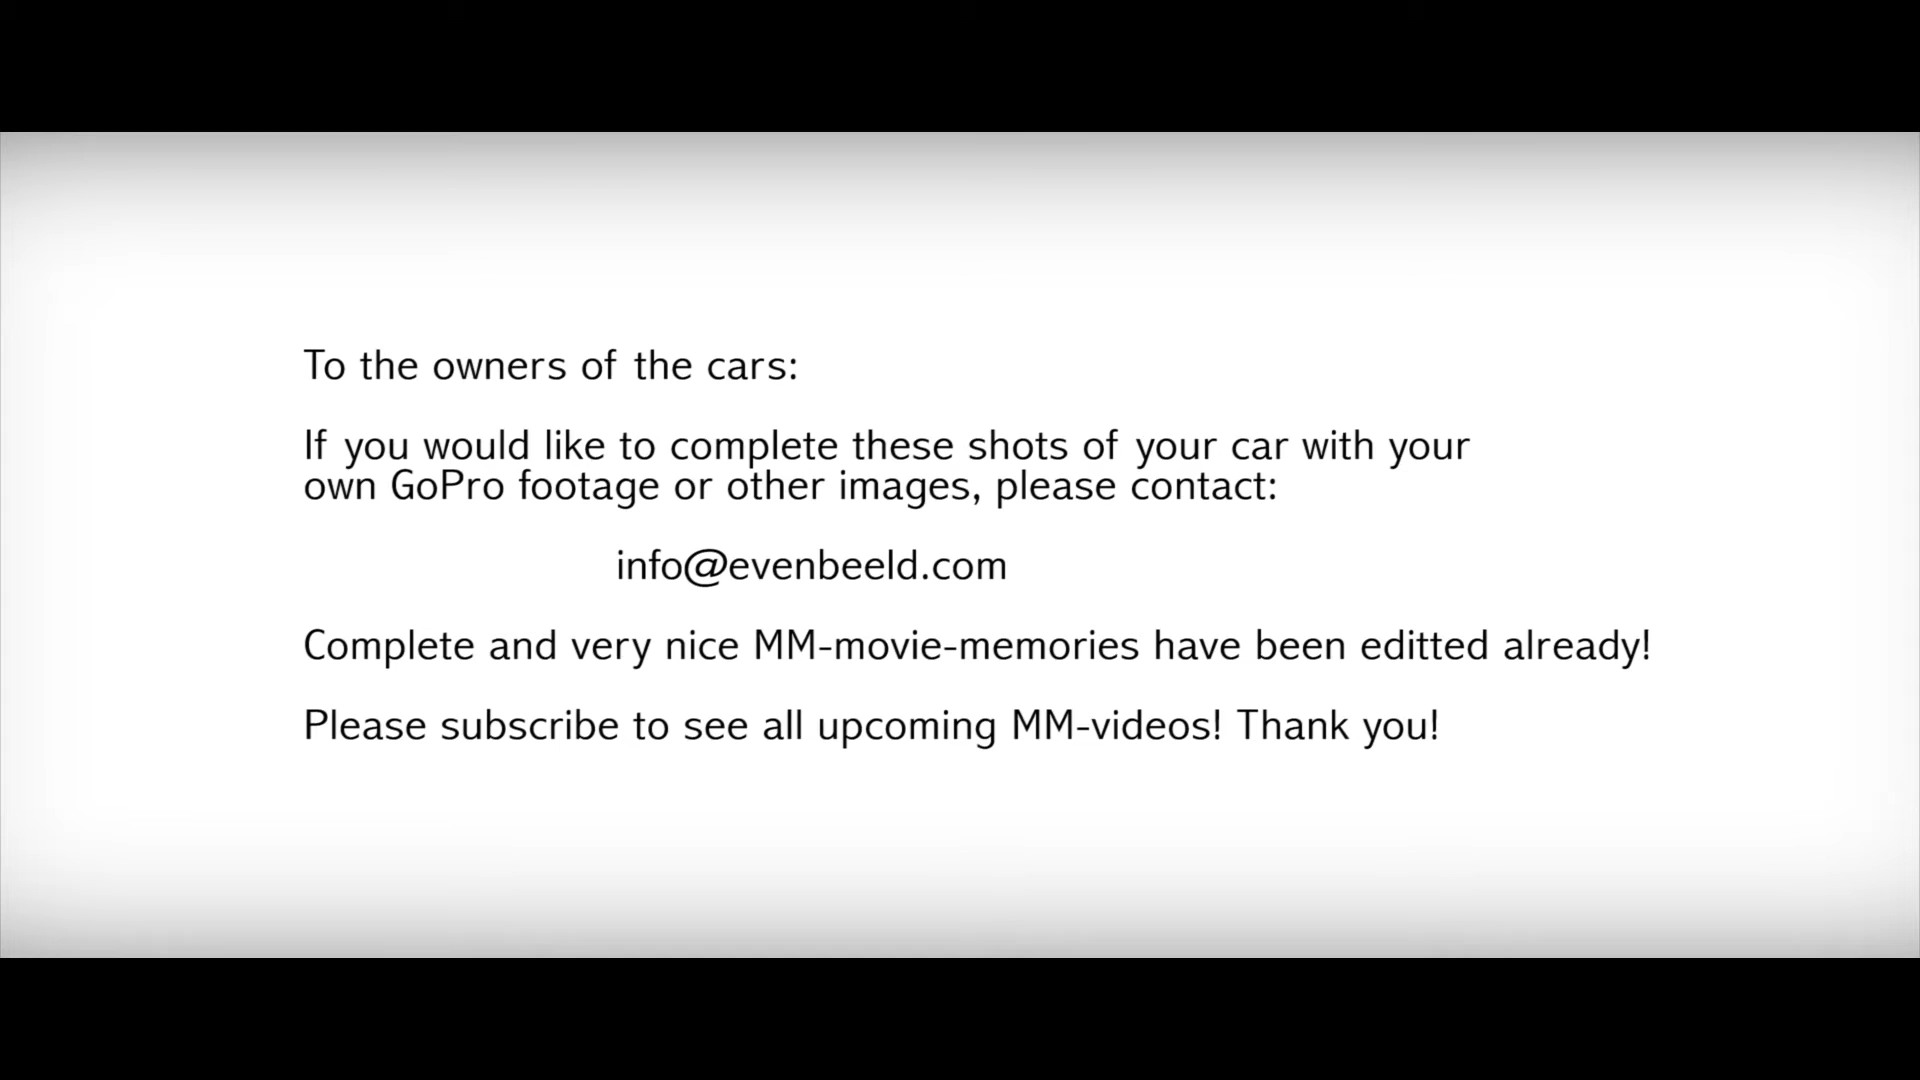 To the owners of the cars:
If you would like to complete these shots of your car with your
own GoPro footage or other images, please contact:
info@evenbeeld.com
Complete and very nice MM-movie-memories have been editted already!
Please subscribe to see all upcoming MM-videos! Thank you!